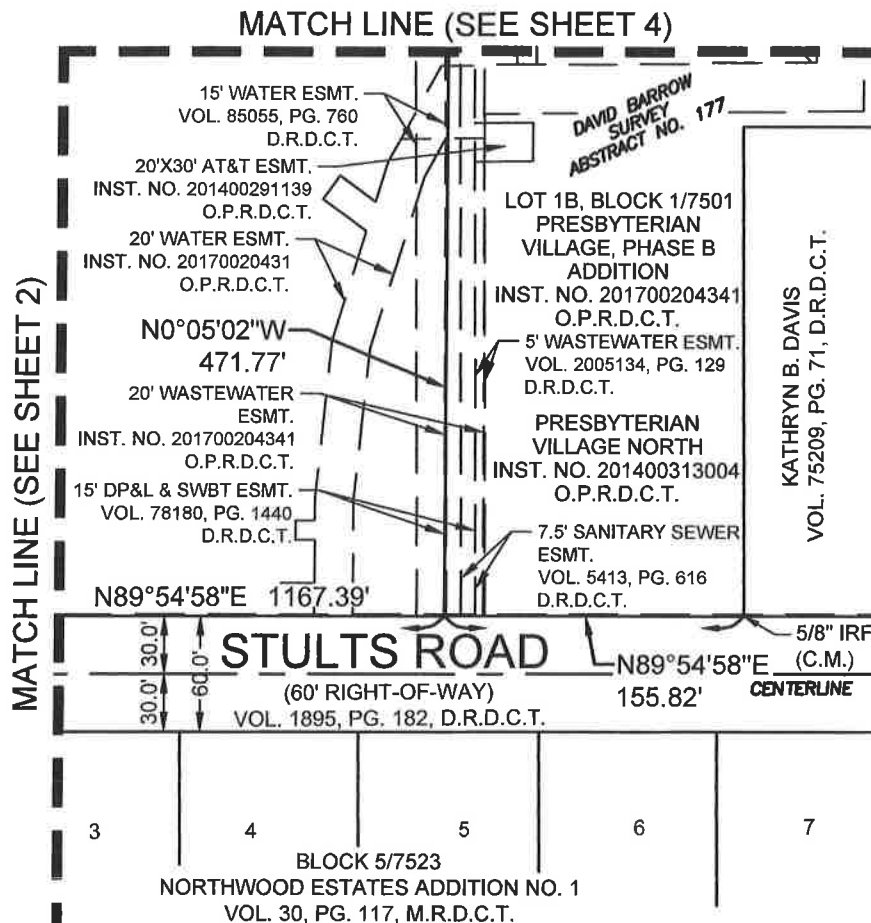 MATCH LINE (SEE SHEET 4)
MATCH LINE (SEE SHEET 2)
15' WATER ESMT.
VOL. 85055, PG. 760
D.R.D.C.T.
20'X30' AT&T ESMT.
INST. NO. 201400291139
O.P.R.D.C.T.
20' WATER ESMT.
INST. NO. 20170020431
O.P.R.D.C.T.
N0°05'02"W
471.77'
20' WASTEWATER
ESMT.
INST. NO. 201700204341
O.P.R.D.C.T.
15' DP&L & SWBT ESMT.
VOL. 78180, PG. 1440
D.R.D.C.T.
DAVID BARROW
SURVEY
ABSTRACT NO. 177
LOT 1B, BLOCK 1/7501
PRESBYTERIAN
VILLAGE, PHASE B
ADDITION
INST. NO. 201700204341
O.P.R.D.C.T.
5' WASTEWATER ESMT.
VOL. 2005134, PG. 129
D.R.D.C.T.
PRESBYTERIAN
VILLAGE NORTH
INST. NO. 201400313004
O.P.R.D.C.T.
7.5' SANITARY SEWER
ESMT.
VOL. 5413, PG. 616
D.R.D.C.T.
KATHRYN B. DAVIS
VOL. 75209, PG. 71, D.R.D.C.T.
N89°54'58"E 1167.39'
30.0'
30.0'
60.0'
STULTS ROAD
(60' RIGHT-OF-WAY)
VOL. 1895, PG. 182, D.R.D.C.T.
N89°54'58"E
155.82'
5/8" IRF
(C.M.)
CENTERLINE
3
4
5
6
7
BLOCK 5/7523
NORTHWOOD ESTATES ADDITION NO. 1
VOL. 30, PG. 117, M.R.D.C.T.